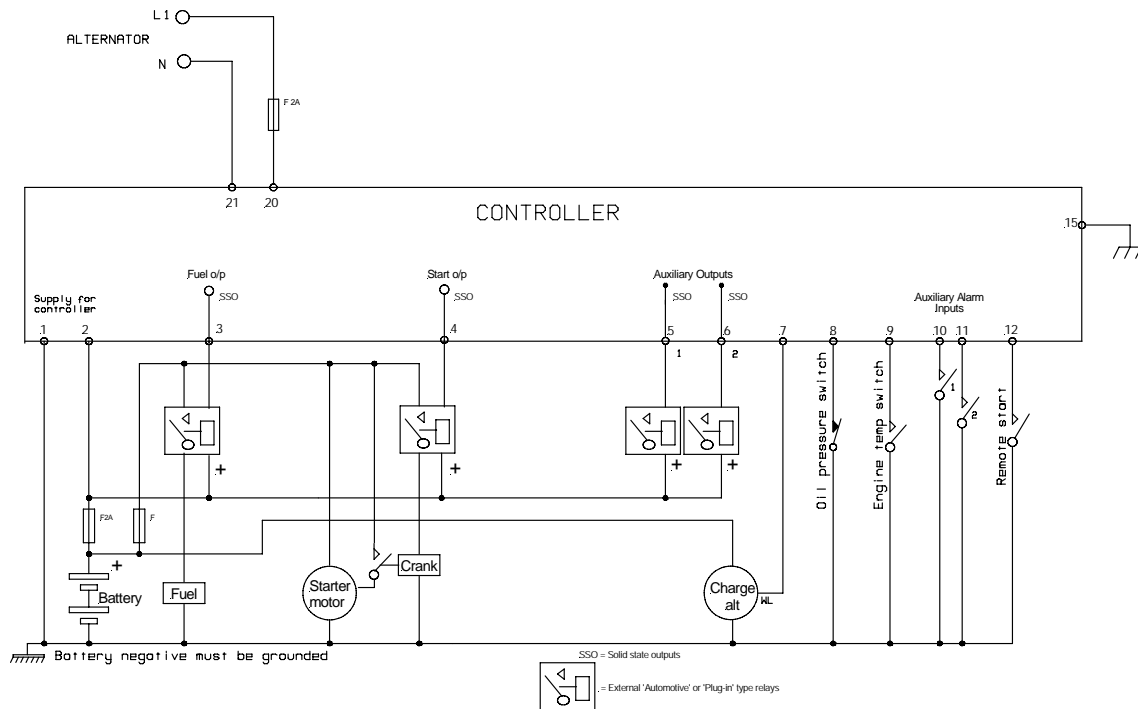 L1
ALTERNATOR
N
F 2A
21
20
CONTROLLER
.15
Fuel o/p
SSO
Start o/p
SSO
Auxiliary Outputs
SSO
SSO
Supply for
controller
Auxiliary Alarm
Inputs
.1
2
.3
.4
.5
.6
.7
8
.9
.10
.11
.12
1
2
Oil pressure switch
Engine temp switch
1
2
Remote start
+
+
+
+
F2A
F
+
Battery
Fuel
Starter
motor
Crank
Charge
alt
WL
Battery negative must be grounded
SSO = Solid state outputs
= External 'Automotive' or 'Plug-in' type relays